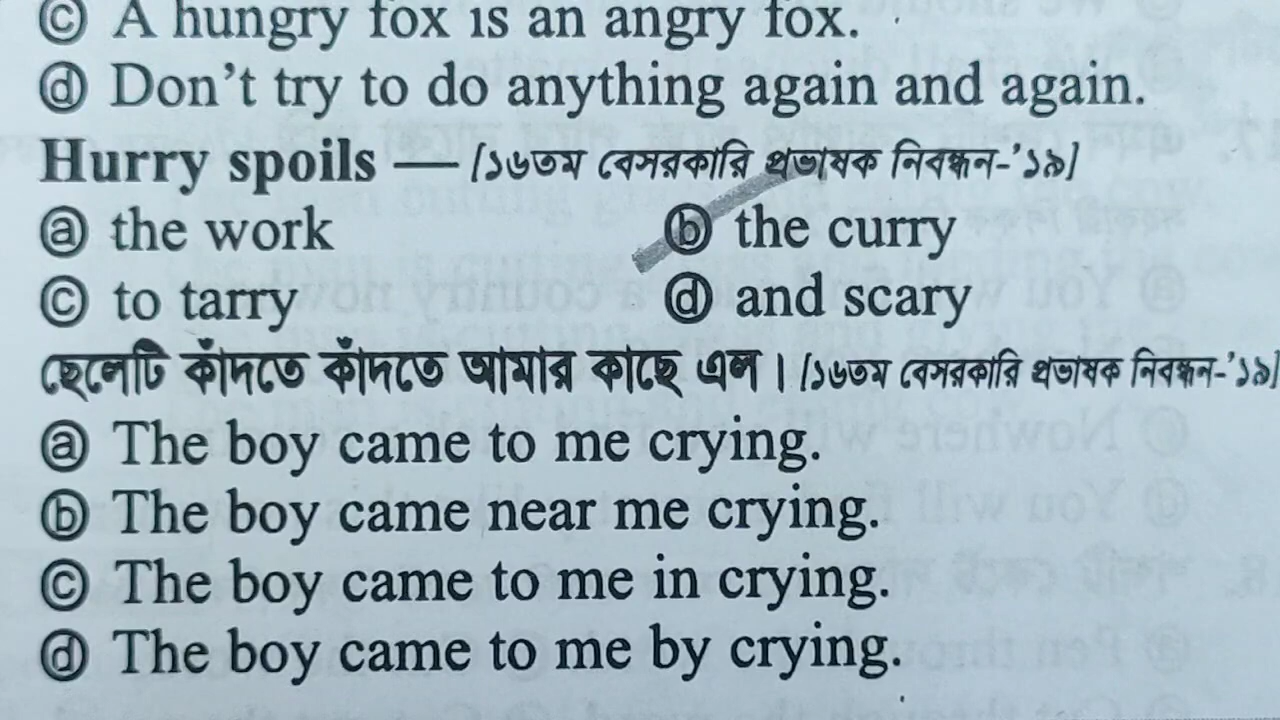 ⓒ A hungry fox is an angry fox.
ⓓ Don't try to do anything again and again.
Hurry spoils — [১৬তম বেসরকারি প্রভাষক নিবন্ধন-'১৯]
ⓐ the work ⓑ the curry
ⓒ to tarry ⓓ and scary
ছেলেটি কাঁদতে কাঁদতে আমার কাছে এল। [১৬তম বেসরকারি প্রভাষক নিবন্ধন-'১৯]
ⓐ The boy came to me crying.
ⓑ The boy came near me crying.
ⓒ The boy came to me in crying.
ⓓ The boy came to me by crying.